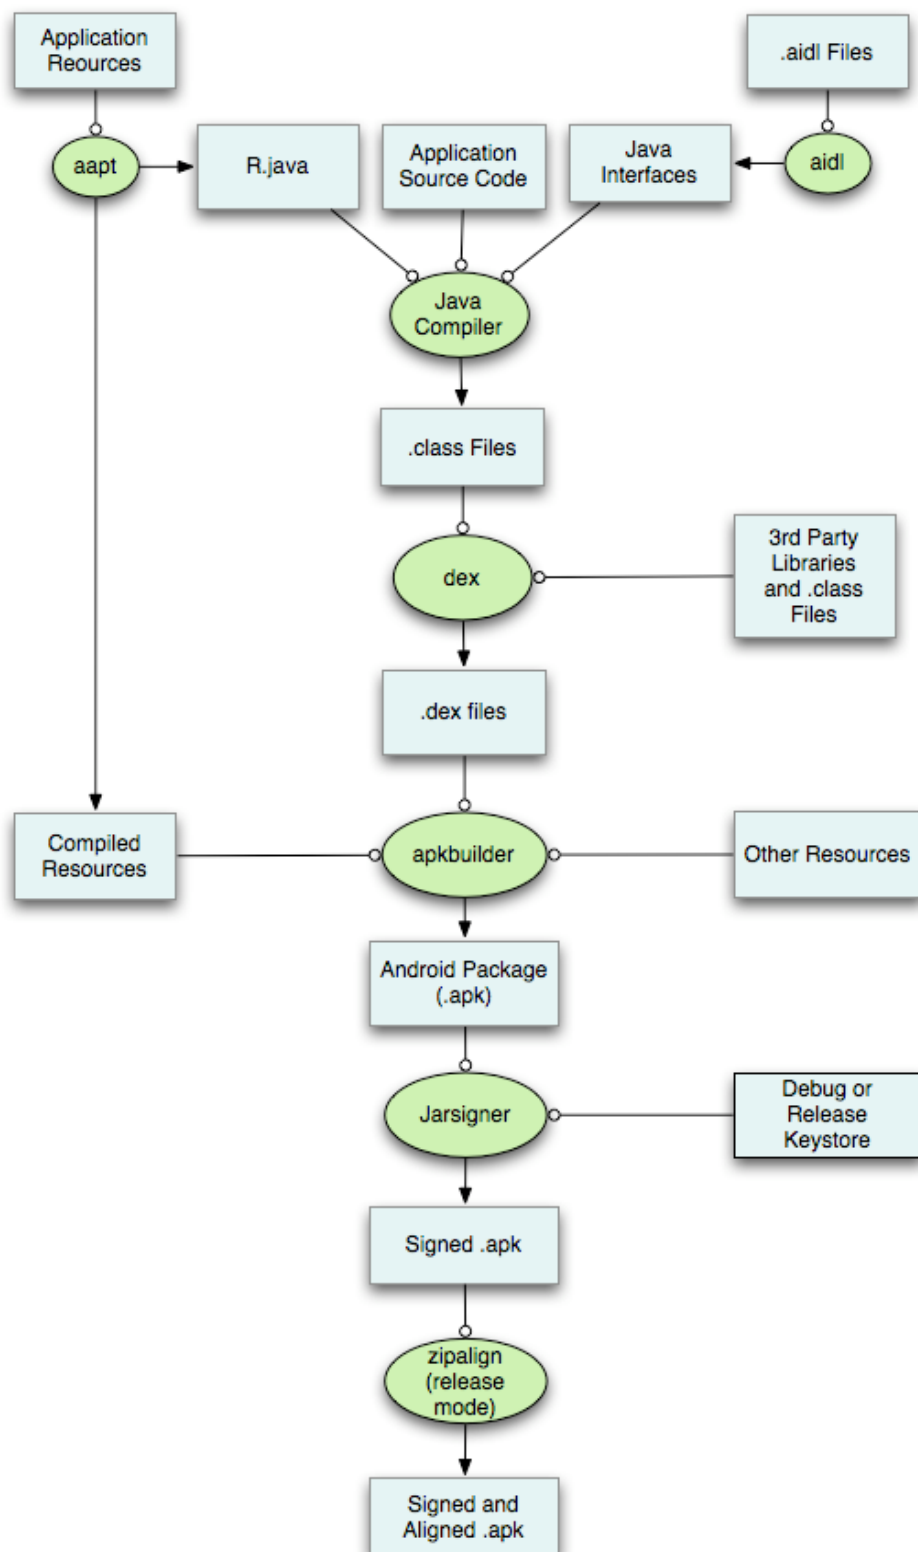 Application
Reources
.aidl Files
aapt
R.java
Application
Source Code
Java
Interfaces
aidl
Java
Compiler
.class Files
dex
3rd Party
Libraries
and .class
Files
.dex files
Compiled
Resources
apkbuilder
Other Resources
Android Package
(.apk)
Jarsigner
Debug or
Release
Keystore
Signed .apk
zipalign
(release
mode)
Signed and
Aligned .apk